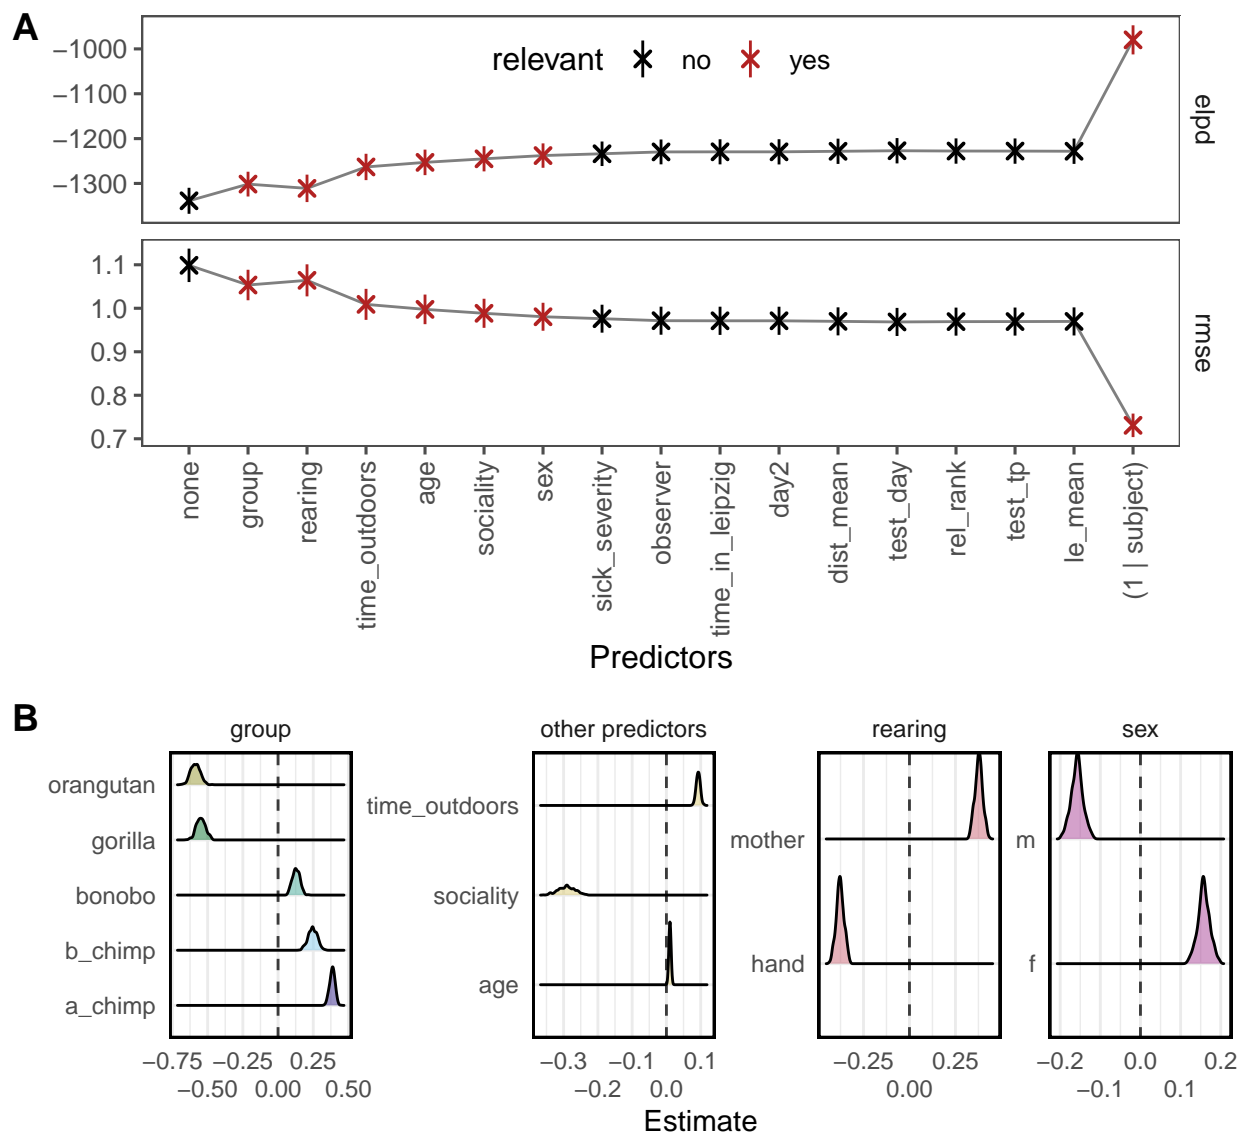 A
relevant no yes
−1000
−1100
−1200
−1300
elpd
1.1
1.0
0.9
0.8
0.7
rmse
none
group
rearing
time_outdoors
age
sociality
sex
sick_severity
observer
time_in_leipzig
day2
dist_mean
test_day
rel_rank
test_tp
le_mean
(1 | subject)
Predictors
B
group
orangutan
gorilla
bonobo
b_chimp
a_chimp
−0.75 −0.25 0.25
−0.50 0.00 0.50
other predictors
time_outdoors
sociality
age
−0.3 −0.1 0.1
−0.2 0.0
rearing
mother
hand
−0.25 0.25
0.00
sex
m
f
−0.2 0.0 0.2
−0.1 0.1
Estimate